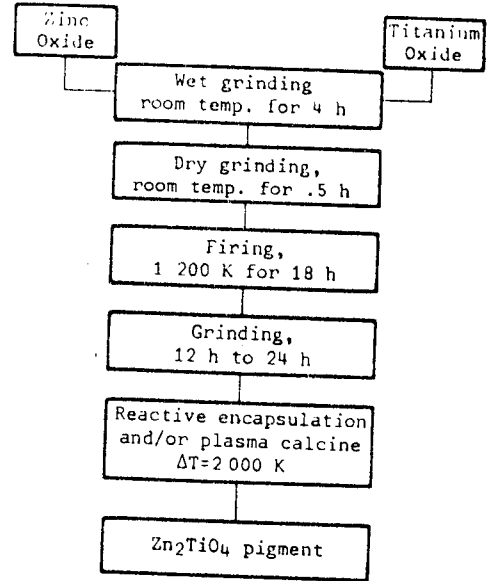 Zinc
Oxide
Titanium
Oxide
Wet grinding
room temp. for 4 h
Dry grinding,
room temp. for .5 h
Firing,
1 200 K for 18 h
Grinding,
12 h to 24 h
Reactive encapsulation
and/or plasma calcine
ΔT=2 000 K
Zn₂TiO₄ pigment